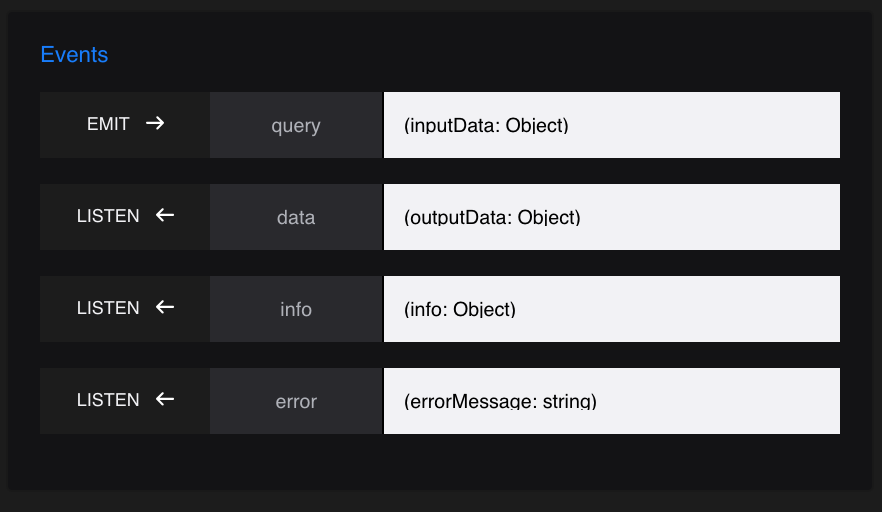 Events
EMIT → query (inputData: Object)
LISTEN ← data (outputData: Object)
LISTEN ← info (info: Object)
LISTEN ← error (errorMessage: string)